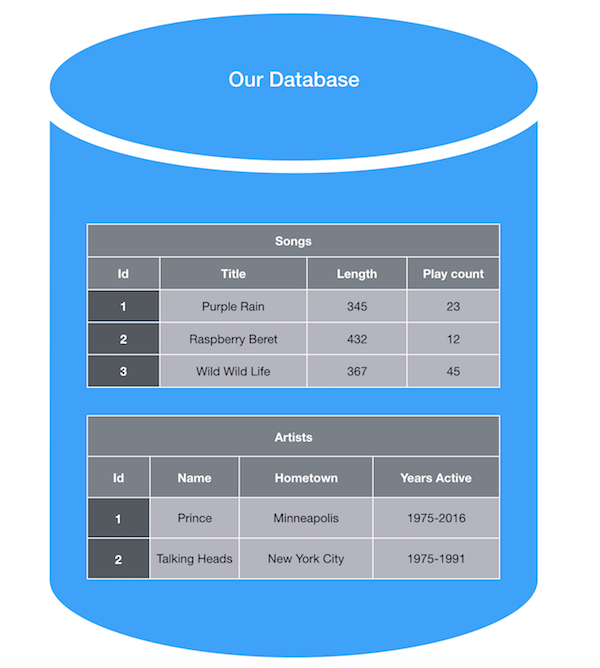 Our Database
Songs
Id Title Length Play count
1 Purple Rain 345 23
2 Raspberry Beret 432 12
3 Wild Wild Life 367 45
Artists
Id Name Hometown Years Active
1 Prince Minneapolis 1975-2016
2 Talking Heads New York City 1975-1991